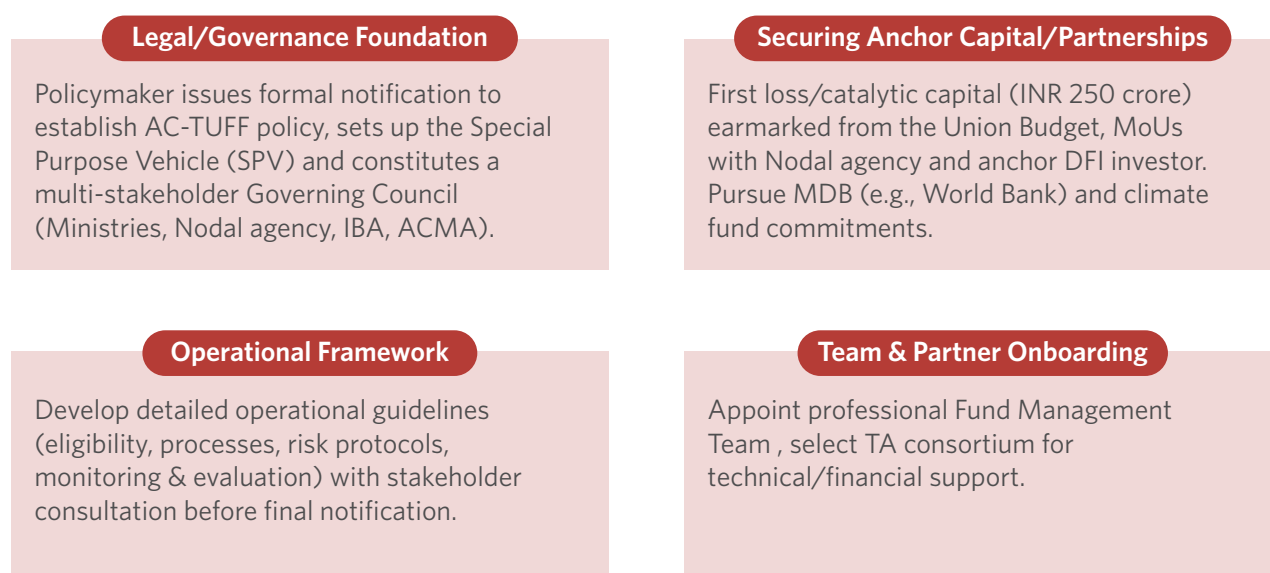 Legal/Governance Foundation
Policymaker issues formal notification to
establish AC-TUFF policy, sets up the Special
Purpose Vehicle (SPV) and constitutes a
multi-stakeholder Governing Council
(Ministries, Nodal agency, IBA, ACMA).
Securing Anchor Capital/Partnerships
First loss/catalytic capital (INR 250 crore)
earmarked from the Union Budget, MoUs
with Nodal agency and anchor DFI investor.
Pursue MDB (e.g., World Bank) and climate
fund commitments.
Operational Framework
Develop detailed operational guidelines
(eligibility, processes, risk protocols,
monitoring & evaluation) with stakeholder
consultation before final notification.
Team & Partner Onboarding
Appoint professional Fund Management
Team , select TA consortium for
technical/financial support.